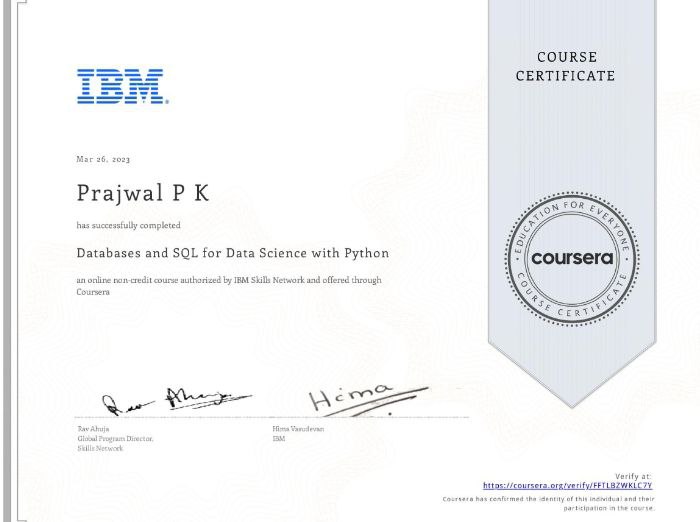 COURSE
CERTIFICATE
IBM
Mar 26, 2023
Prajwal P K
has successfully completed
Databases and SQL for Data Science with Python
an online non-credit course authorized by IBM Skills Network and offered through
Coursera
EDUCATION FOR EVERYONE
coursera
COURSE CERTIFICATE
Rav Ahuja
Hima
Rav Ahuja
Global Program Director,
Skills Network
Hima Vasudevan
IBM
Verify at:
https://coursera.org/verify/FFTLBZWKLC7Y
Coursera has confirmed the identity of this individual and their
participation in the course.